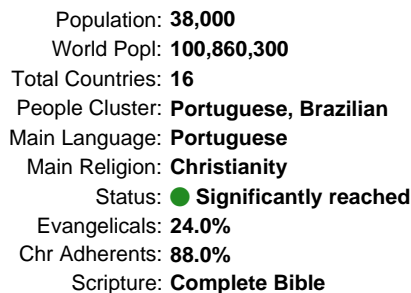 Population: 38,000
World Popl: 100,860,300
Total Countries: 16
People Cluster: Portuguese, Brazilian
Main Language: Portuguese
Main Religion: Christianity
Status: Significantly reached
Evangelicals: 24.0%
Chr Adherents: 88.0%
Scripture: Complete Bible